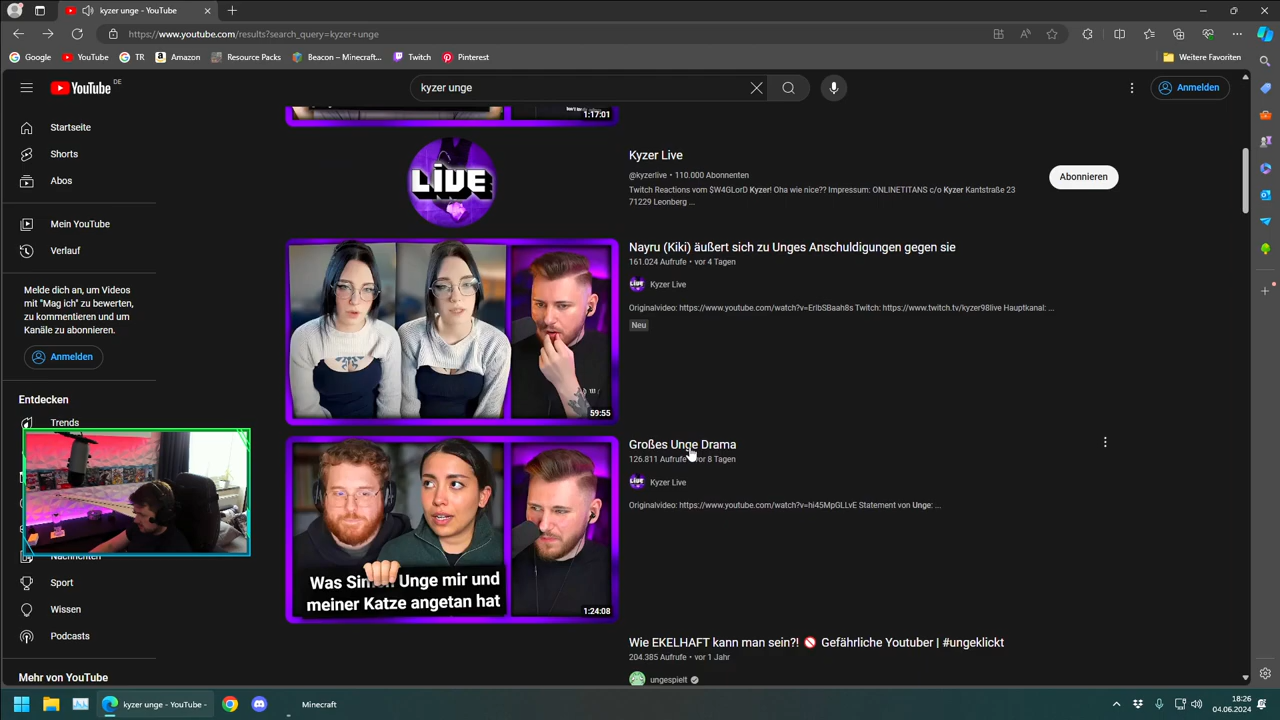 kyzer unge - YouTube
https://www.youtube.com/results?search_query=kyzer+unge
Google
YouTube
TR
Amazon
Resource Packs
Beacon – Minecraft...
Twitch
Pinterest
Weitere Favoriten
YouTube DE
kyzer unge
Anmelden
1:17:01
Startseite
Shorts
Abos
Mein YouTube
Verlauf
Melde dich an, um Videos
mit "Mag ich" zu bewerten,
zu kommentieren und um
Kanäle zu abonnieren.
Anmelden
Entdecken
Trends
Nachrichten
Sport
Wissen
Podcasts
Mehr von YouTube
LIVE
Kyzer Live
@kyzerlive • 110.000 Abonnenten
Twitch Reactions vom $W4GLorD Kyzer! Oha wie nice?? Impressum: ONLINETITANS c/o Kyzer Kantstraße 23
71229 Leonberg ...
Abonnieren
59:55
Nayru (Kiki) äußert sich zu Unges Anschuldigungen gegen sie
161.024 Aufrufe • vor 4 Tagen
Kyzer Live
Originalvideo: https://www.youtube.com/watch?v=ErlbSBaah8s Twitch: https://www.twitch.tv/kyzer98live Hauptkanal: ...
Neu
Was Simon Unge mir und
meiner Katze angetan hat
1:24:08
Großes Unge Drama
126.811 Aufrufe • vor 8 Tagen
Kyzer Live
Originalvideo: https://www.youtube.com/watch?v=hi45MpGLLvE Statement von Unge: ...
Wie EKELHAFT kann man sein?! 🚫 Gefährliche Youtuber | #ungeklickt
204.385 Aufrufe • vor 1 Jahr
ungespielt
kyzer unge - YouTube -
Minecraft
18:26
04.06.2024